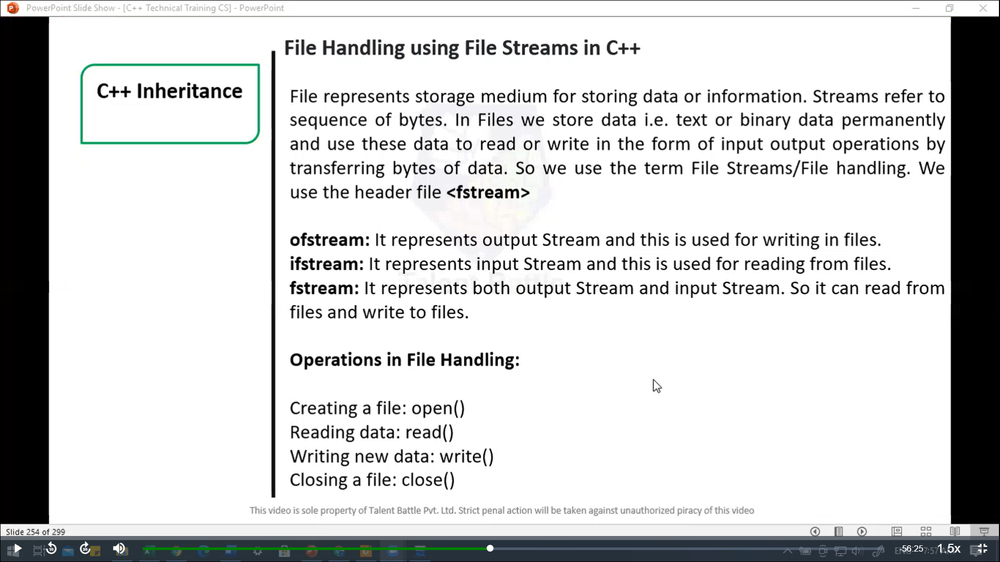 PowerPoint Slide Show - [C++ Technical Training CS] - PowerPoint
File Handling using File Streams in C++
C++ Inheritance
File represents storage medium for storing data or information. Streams refer to
sequence of bytes. In Files we store data i.e. text or binary data permanently
and use these data to read or write in the form of input output operations by
transferring bytes of data. So we use the term File Streams/File handling. We
use the header file <fstream>
ofstream: It represents output Stream and this is used for writing in files.
ifstream: It represents input Stream and this is used for reading from files.
fstream: It represents both output Stream and input Stream. So it can read from
files and write to files.
Talent Battle
Operations in File Handling:
Creating a file: open()
Reading data: read()
Writing new data: write()
Closing a file: close()
This video is sole property of Talent Battle Pvt. Ltd. Strict penal action will be taken against unauthorized piracy of this video
Slide 254 of 299
10
30
-56:25
1.5x